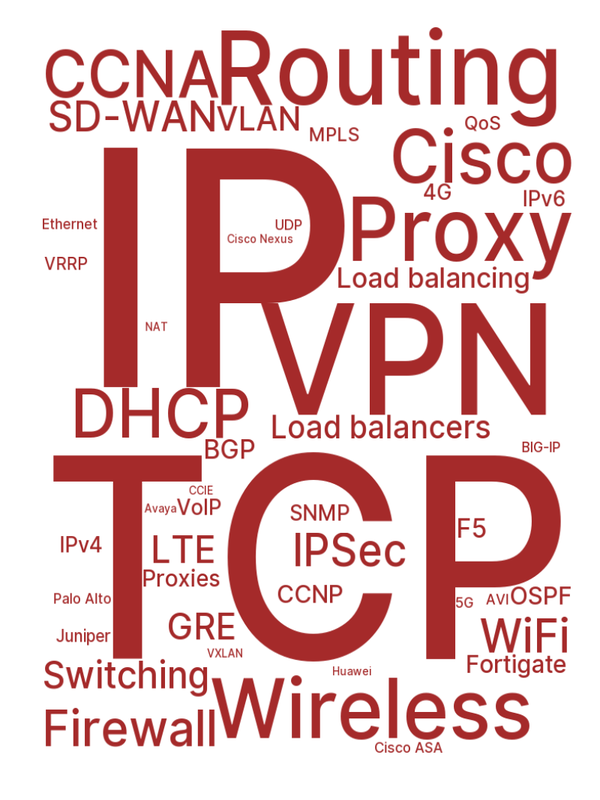 CCNA Routing
SD-WAN VLAN
MPLS
QoS
Cisco
4G
IPv6
IP
Ethernet
UDP
Cisco Nexus
VRRP
NAT
Proxy
Load balancing
VPN
DHCP
Load balancers
BGP
BIG-IP
TCP
CCIE
Avaya VoIP
SNMP
F5
IPv4
LTE
IPSec
Proxies
CCNP
Palo Alto
5G
AVI OSPF
Juniper
GRE
WiFi
VXLAN
Fortigate
Switching
Huawei
Wireless
Firewall
Cisco ASA